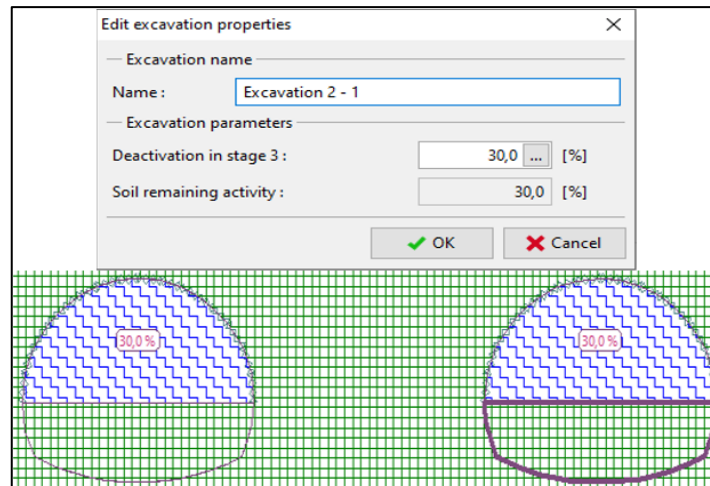 Edit excavation properties
Excavation name
Name : Excavation 2 - 1
Excavation parameters
Deactivation in stage 3 : 30,0 ... [%]
Soil remaining activity : 30,0 [%]
OK Cancel
30,0 % 30,0 %